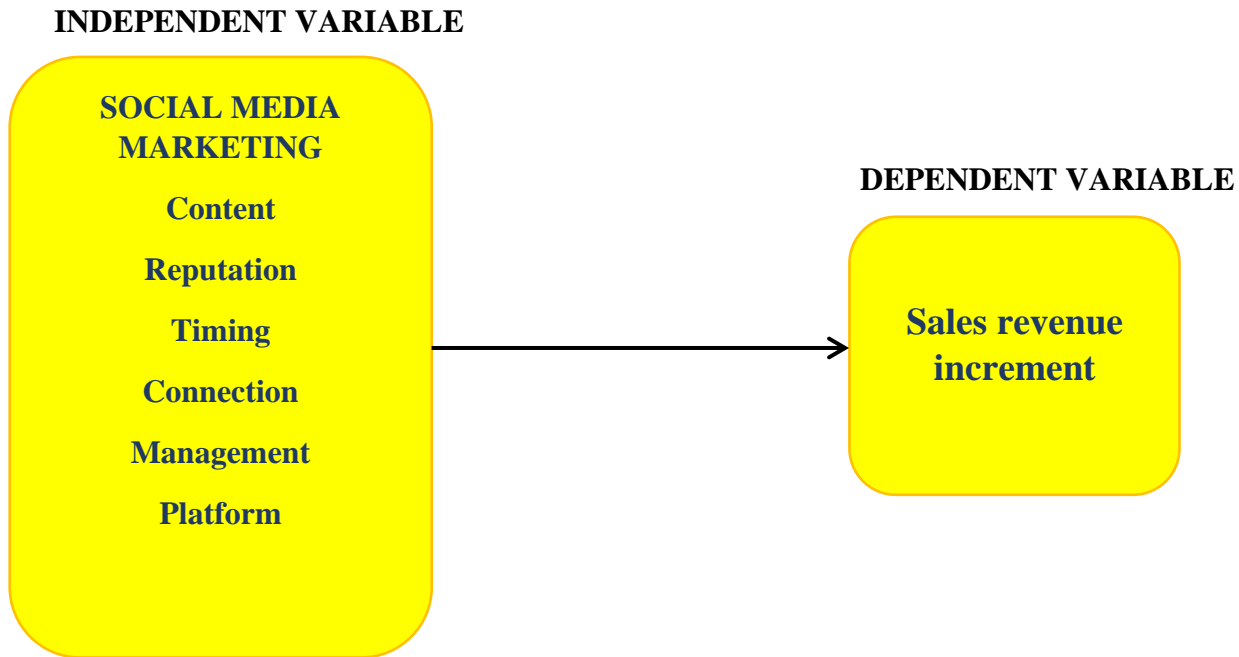 INDEPENDENT VARIABLE
SOCIAL MEDIA
MARKETING
Content
Reputation
Timing
Connection
Management
Platform
DEPENDENT VARIABLE
Sales revenue
increment